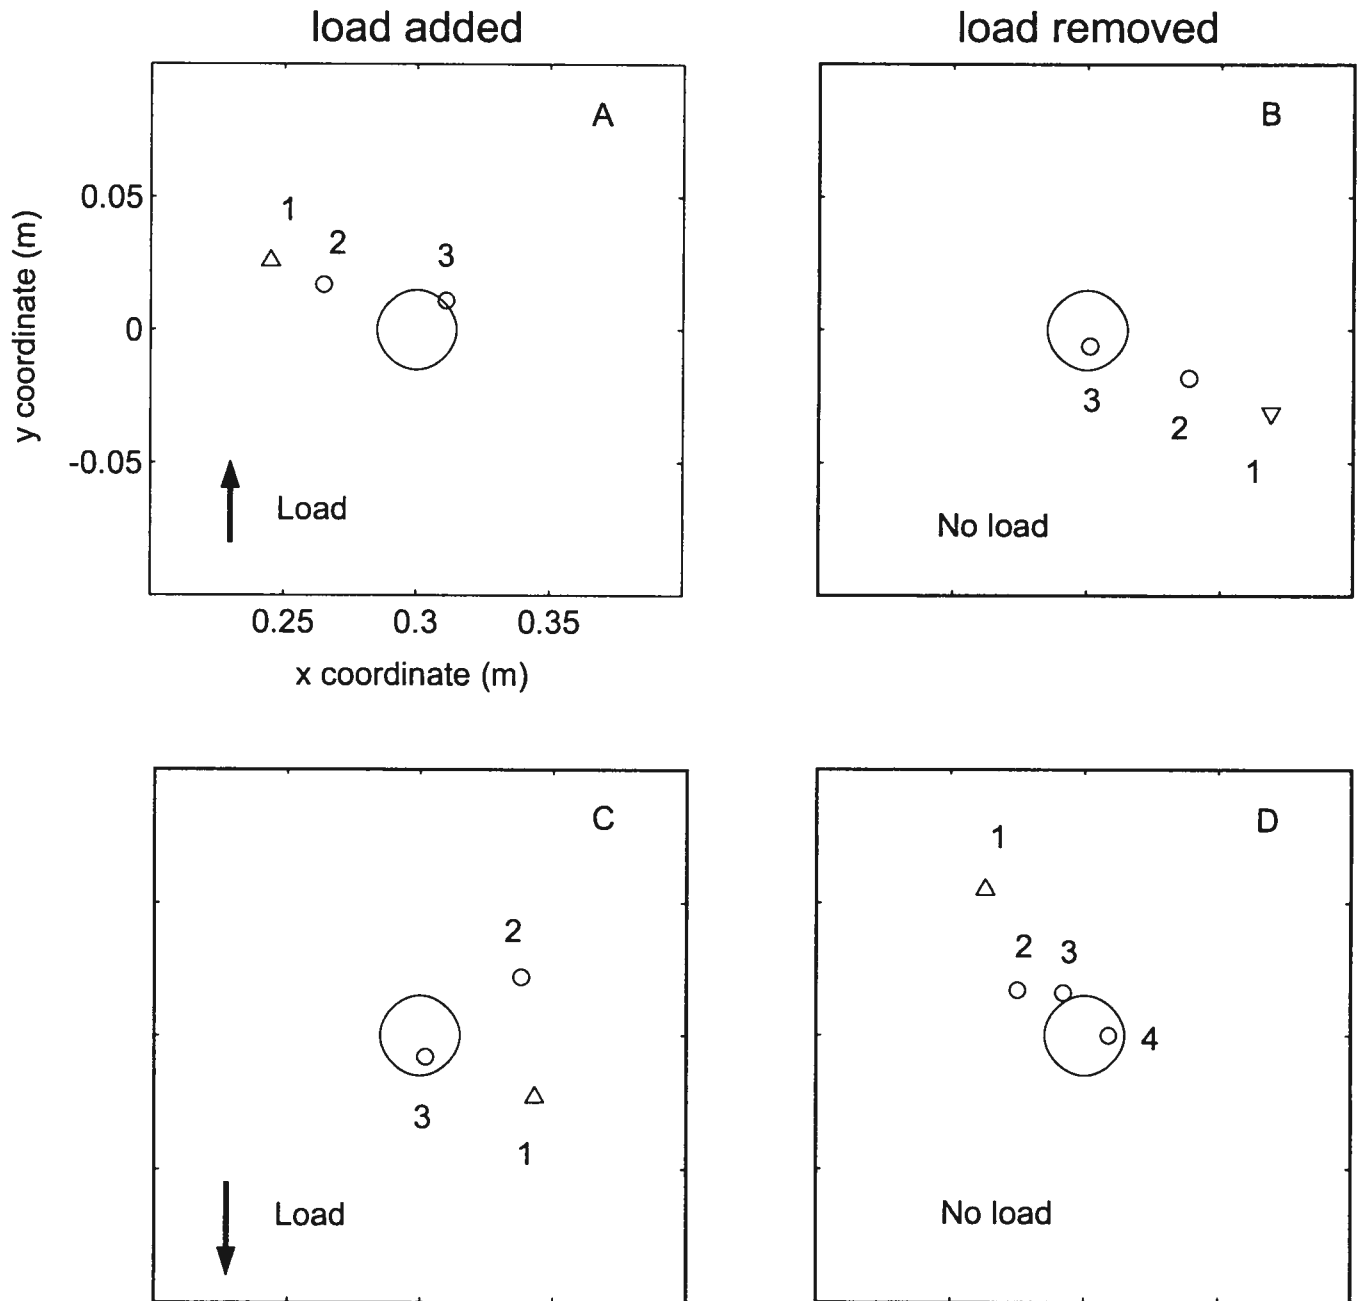 load added
load removed
A
B
y coordinate (m)
0.05
0
-0.05
1
2
3
Load
3
2
1
No load
0.25 0.3 0.35
x coordinate (m)
C
D
2
3
1
Load
1
2 3
4
No load